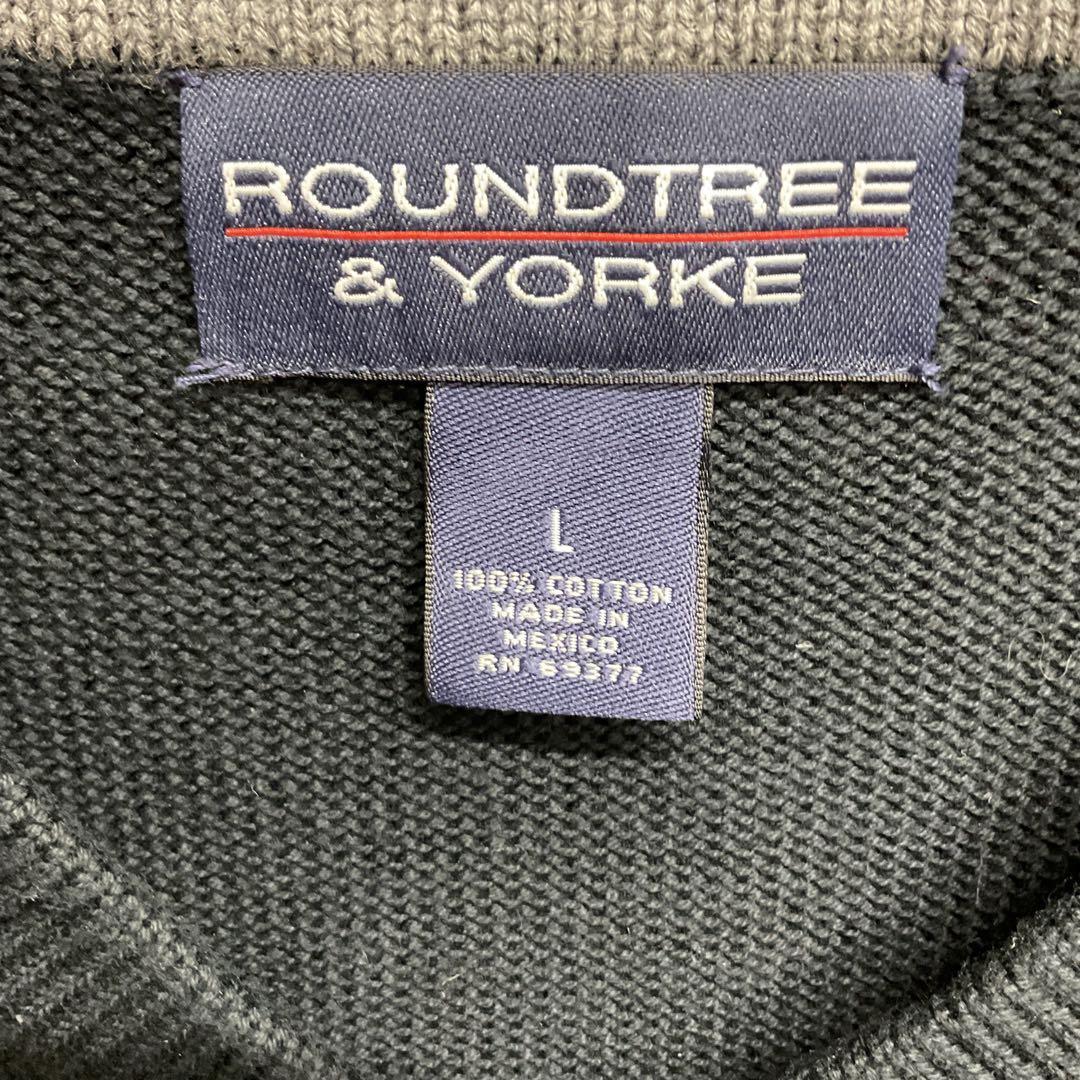 ROUNDTREE
& YORKE
L
100% COTTON
MADE IN
MEXICO
RN 69377